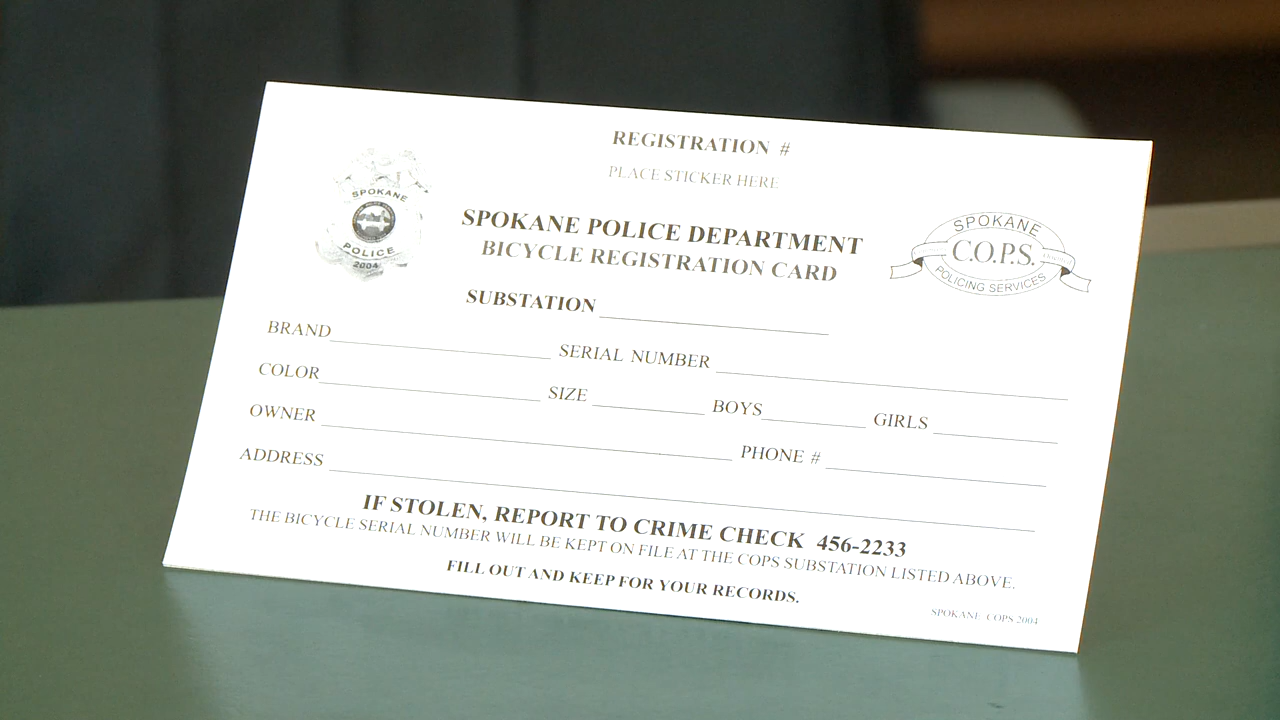 REGISTRATION #
PLACE STICKER HERE
SPOKANE
POLICE
2004
SPOKANE POLICE DEPARTMENT
BICYCLE REGISTRATION CARD
SPOKANE
C.O.P.S.
POLICING SERVICES
SUBSTATION
BRAND SERIAL NUMBER
COLOR SIZE BOYS GIRLS
OWNER PHONE #
ADDRESS
IF STOLEN, REPORT TO CRIME CHECK 456-2233
THE BICYCLE SERIAL NUMBER WILL BE KEPT ON FILE AT THE COPS SUBSTATION LISTED ABOVE.
FILL OUT AND KEEP FOR YOUR RECORDS.
SPOKANE COPS 2004